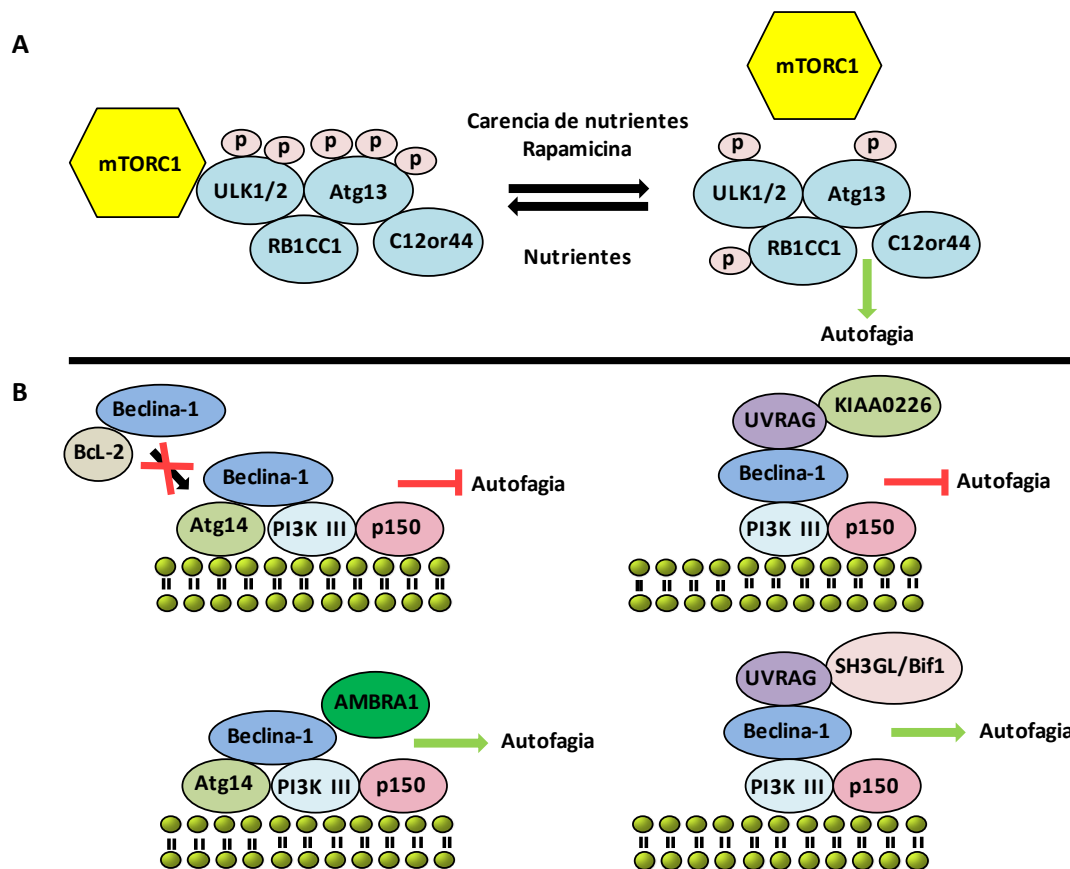 A
mTORC1
p p p p p
ULK1/2 Atg13
RB1CC1 C12or44
Carencia de nutrientes
Rapamicina
Nutrientes
mTORC1
p p
ULK1/2 Atg13
p RB1CC1 C12or44
Autofagia
B
Beclina-1
BcL-2
Beclina-1
Autofagia
Atg14 PI3K III p150
UVRAG KIAA0226
Beclina-1
Autofagia
PI3K III p150
AMBRA1
Beclina-1
Autofagia
Atg14 PI3K III p150
UVRAG SH3GL/Bif1
Beclina-1
Autofagia
PI3K III p150